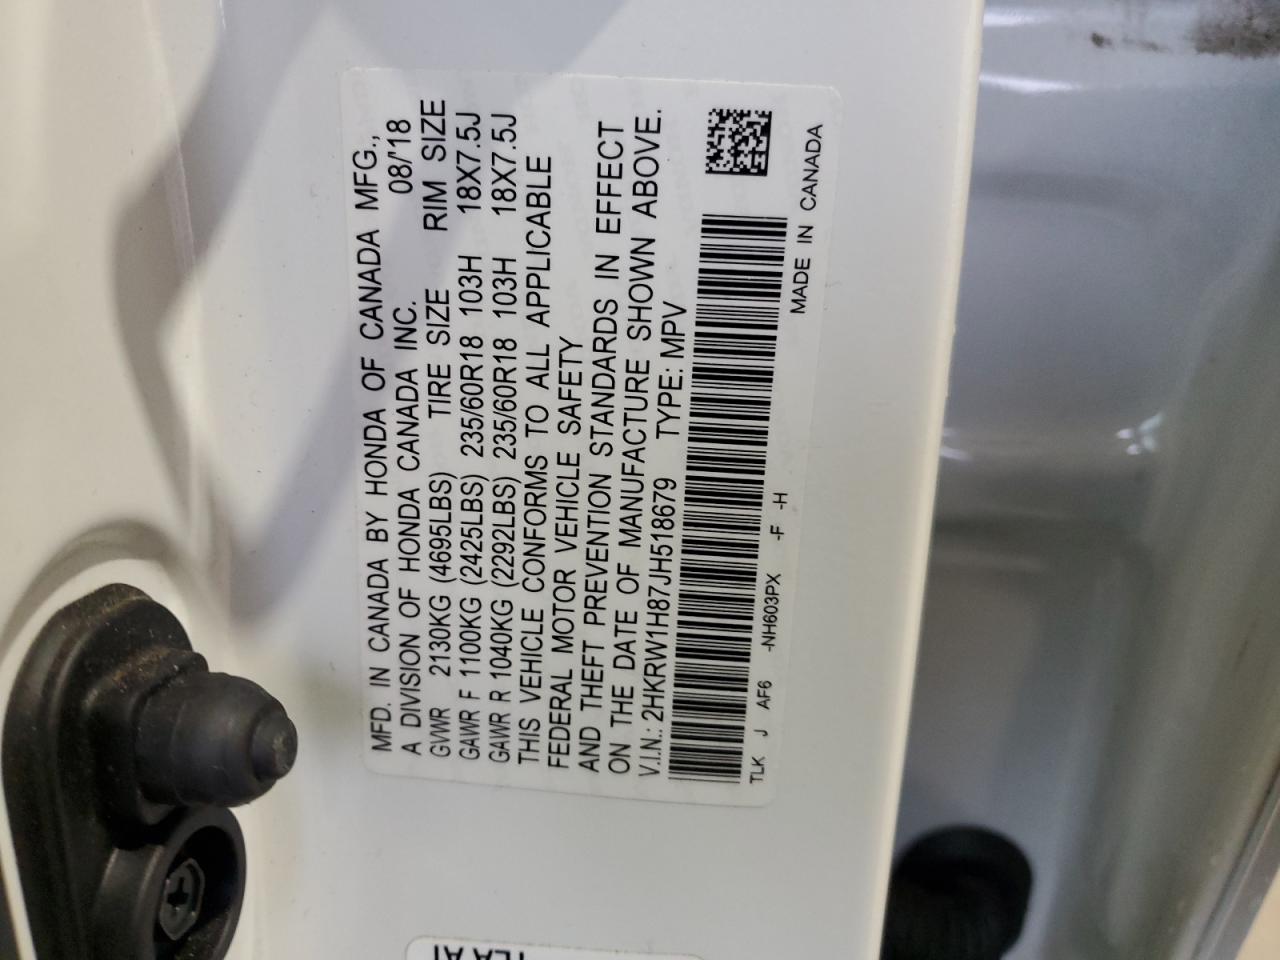 MFD. IN CANADA BY HONDA OF CANADA MFG.,
A DIVISION OF HONDA CANADA INC. 08/'18
GVWR 2130KG (4695LBS) TIRE SIZE RIM SIZE
GAWR F 1100KG (2425LBS) 235/60R18 103H 18X7.5J
GAWR R 1040KG (2292LBS) 235/60R18 103H 18X7.5J
THIS VEHICLE CONFORMS TO ALL APPLICABLE
FEDERAL MOTOR VEHICLE SAFETY
AND THEFT PREVENTION STANDARDS IN EFFECT
ON THE DATE OF MANUFACTURE SHOWN ABOVE.
V.I.N.: 2HKRW1H87JH518679 TYPE: MPV
TLK J AF6 -NH603PX -F -H
MADE IN CANADA